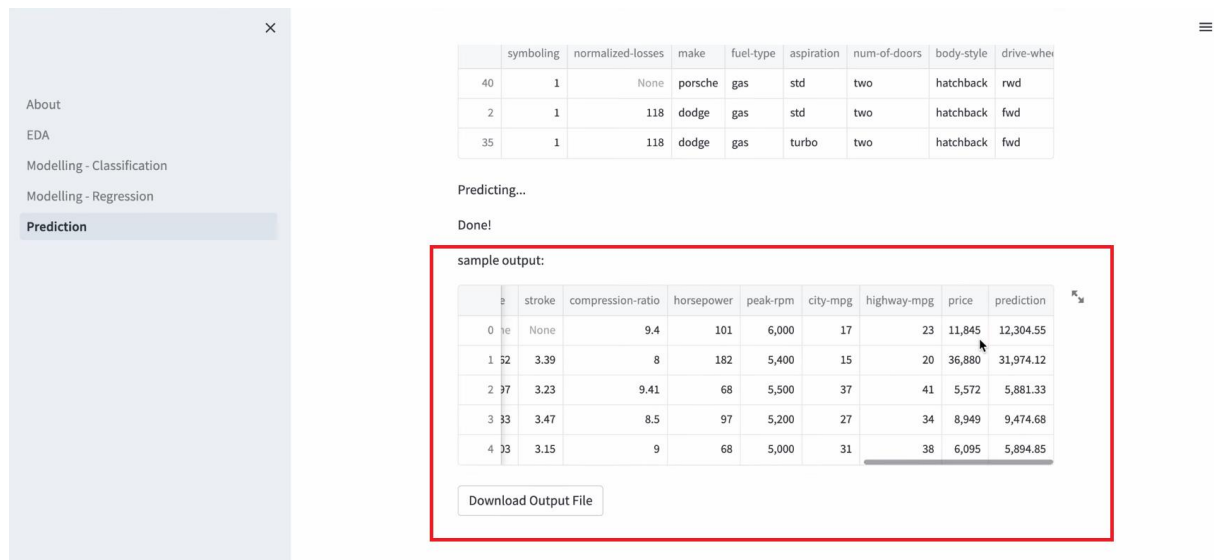 About
EDA
Modelling - Classification
Modelling - Regression
Prediction
symboling normalized-losses make fuel-type aspiration num-of-doors body-style drive-whe
40 1 None porsche gas std two hatchback rwd
2 1 118 dodge gas std two hatchback fwd
35 1 118 dodge gas turbo two hatchback fwd
Predicting...
Done!
sample output:
e stroke compression-ratio horsepower peak-rpm city-mpg highway-mpg price prediction
0 ne None 9.4 101 6,000 17 23 11,845 12,304.55
1 62 3.39 8 182 5,400 15 20 36,880 31,974.12
2 97 3.23 9.41 68 5,500 37 41 5,572 5,881.33
3 33 3.47 8.5 97 5,200 27 34 8,949 9,474.68
4 03 3.15 9 68 5,000 31 38 6,095 5,894.85
Download Output File